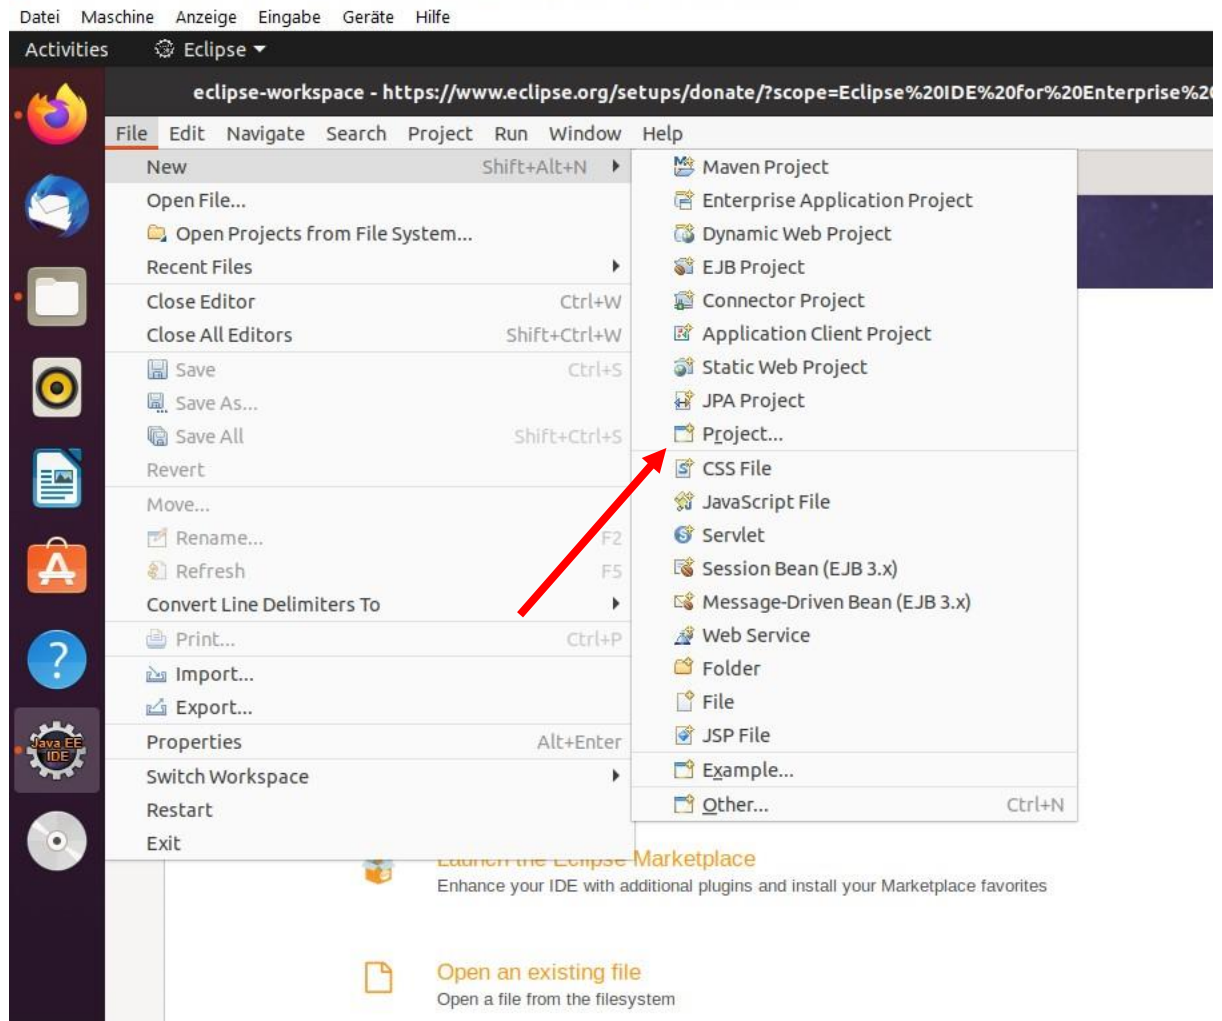 Datei Maschine Anzeige Eingabe Geräte Hilfe
Activities Eclipse
eclipse-workspace - https://www.eclipse.org/setups/donate/?scope=Eclipse%20IDE%20for%20Enterprise%20
File Edit Navigate Search Project Run Window Help
New Shift+Alt+N
Open File...
Open Projects from File System...
Recent Files
Close Editor Ctrl+W
Close All Editors Shift+Ctrl+W
Save Ctrl+S
Save As...
Save All Shift+Ctrl+S
Revert
Move...
Rename... F2
Refresh F5
Convert Line Delimiters To
Print... Ctrl+P
Import...
Export...
Properties Alt+Enter
Switch Workspace
Restart
Exit
Maven Project
Enterprise Application Project
Dynamic Web Project
EJB Project
Connector Project
Application Client Project
Static Web Project
JPA Project
Project...
CSS File
JavaScript File
Servlet
Session Bean (EJB 3.x)
Message-Driven Bean (EJB 3.x)
Web Service
Folder
File
JSP File
Example...
Other... Ctrl+N
Java EE
IDE
Launch the Eclipse Marketplace
Enhance your IDE with additional plugins and install your Marketplace favorites
Open an existing file
Open a file from the filesystem